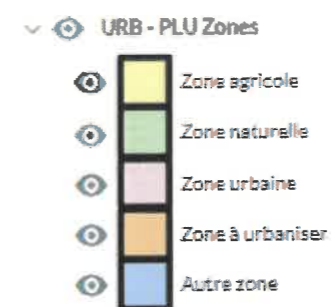 URB - PLU Zones
Zone agricole
Zone naturelle
Zone urbaine
Zone à urbaniser
Autre zone